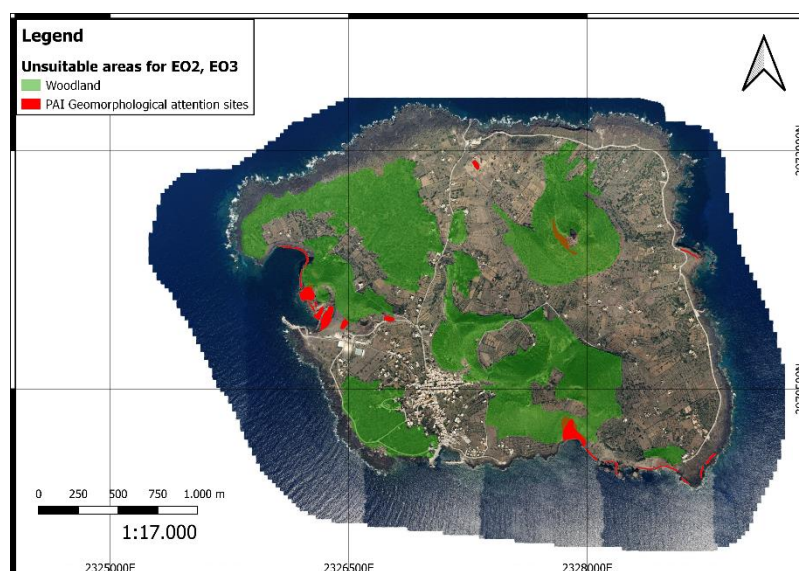 Legend
Unsuitable areas for EO2, EO3
Woodland
PAI Geomorphological attention sites
0 250 500 750 1.000 m
1:17.000
2325000E 2326500E 2328000E